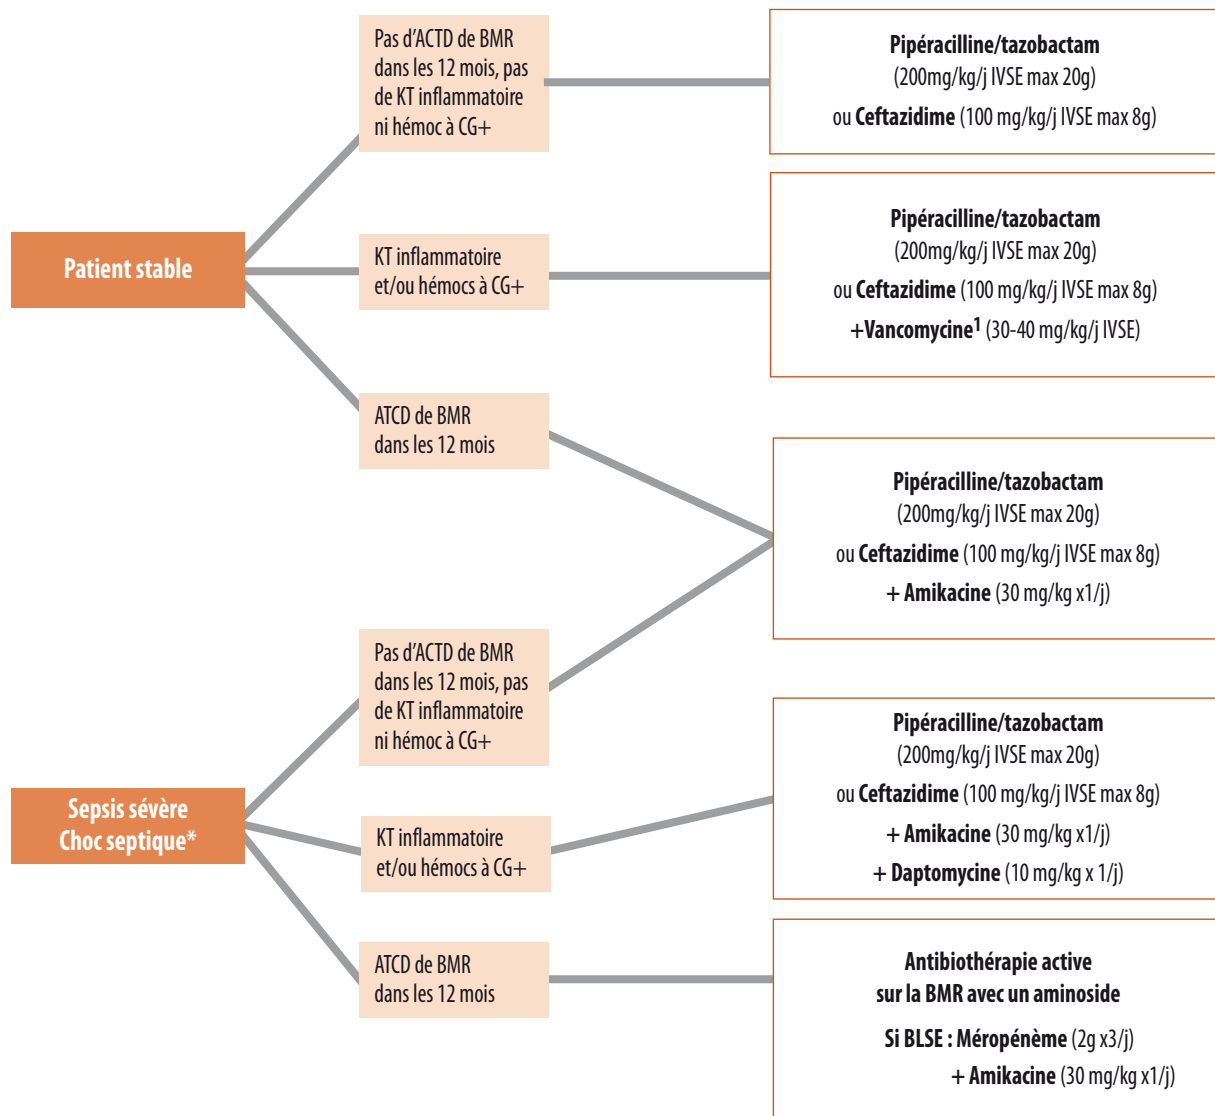 Pas d'ACTD de BMR
dans les 12 mois, pas
de KT inflammatoire
ni hémoc à CG+
Pipéracilline/tazobactam
(200mg/kg/j IVSE max 20g)
ou Ceftazidime (100 mg/kg/j IVSE max 8g)
Patient stable
KT inflammatoire
et/ou hémocs à CG+
Pipéracilline/tazobactam
(200mg/kg/j IVSE max 20g)
ou Ceftazidime (100 mg/kg/j IVSE max 8g)
+Vancomycine¹ (30-40 mg/kg/j IVSE)
ATCD de BMR
dans les 12 mois
Pipéracilline/tazobactam
(200mg/kg/j IVSE max 20g)
ou Ceftazidime (100 mg/kg/j IVSE max 8g)
+ Amikacine (30 mg/kg x1/j)
Pas d'ACTD de BMR
dans les 12 mois, pas
de KT inflammatoire
ni hémoc à CG+
Sepsis sévère
Choc septique*
KT inflammatoire
et/ou hémocs à CG+
Pipéracilline/tazobactam
(200mg/kg/j IVSE max 20g)
ou Ceftazidime (100 mg/kg/j IVSE max 8g)
+ Amikacine (30 mg/kg x1/j)
+ Daptomycine (10 mg/kg x 1/j)
ATCD de BMR
dans les 12 mois
Antibiothérapie active
sur la BMR avec un aminoside
Si BLSE : Méropénème (2g x3/j)
+ Amikacine (30 mg/kg x1/j)